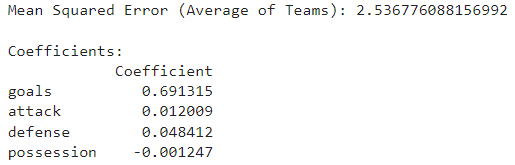 Mean Squared Error (Average of Teams): 2.536776088156992
Coefficients:
Coefficient
goals 0.691315
attack 0.012009
defense 0.048412
possession -0.001247